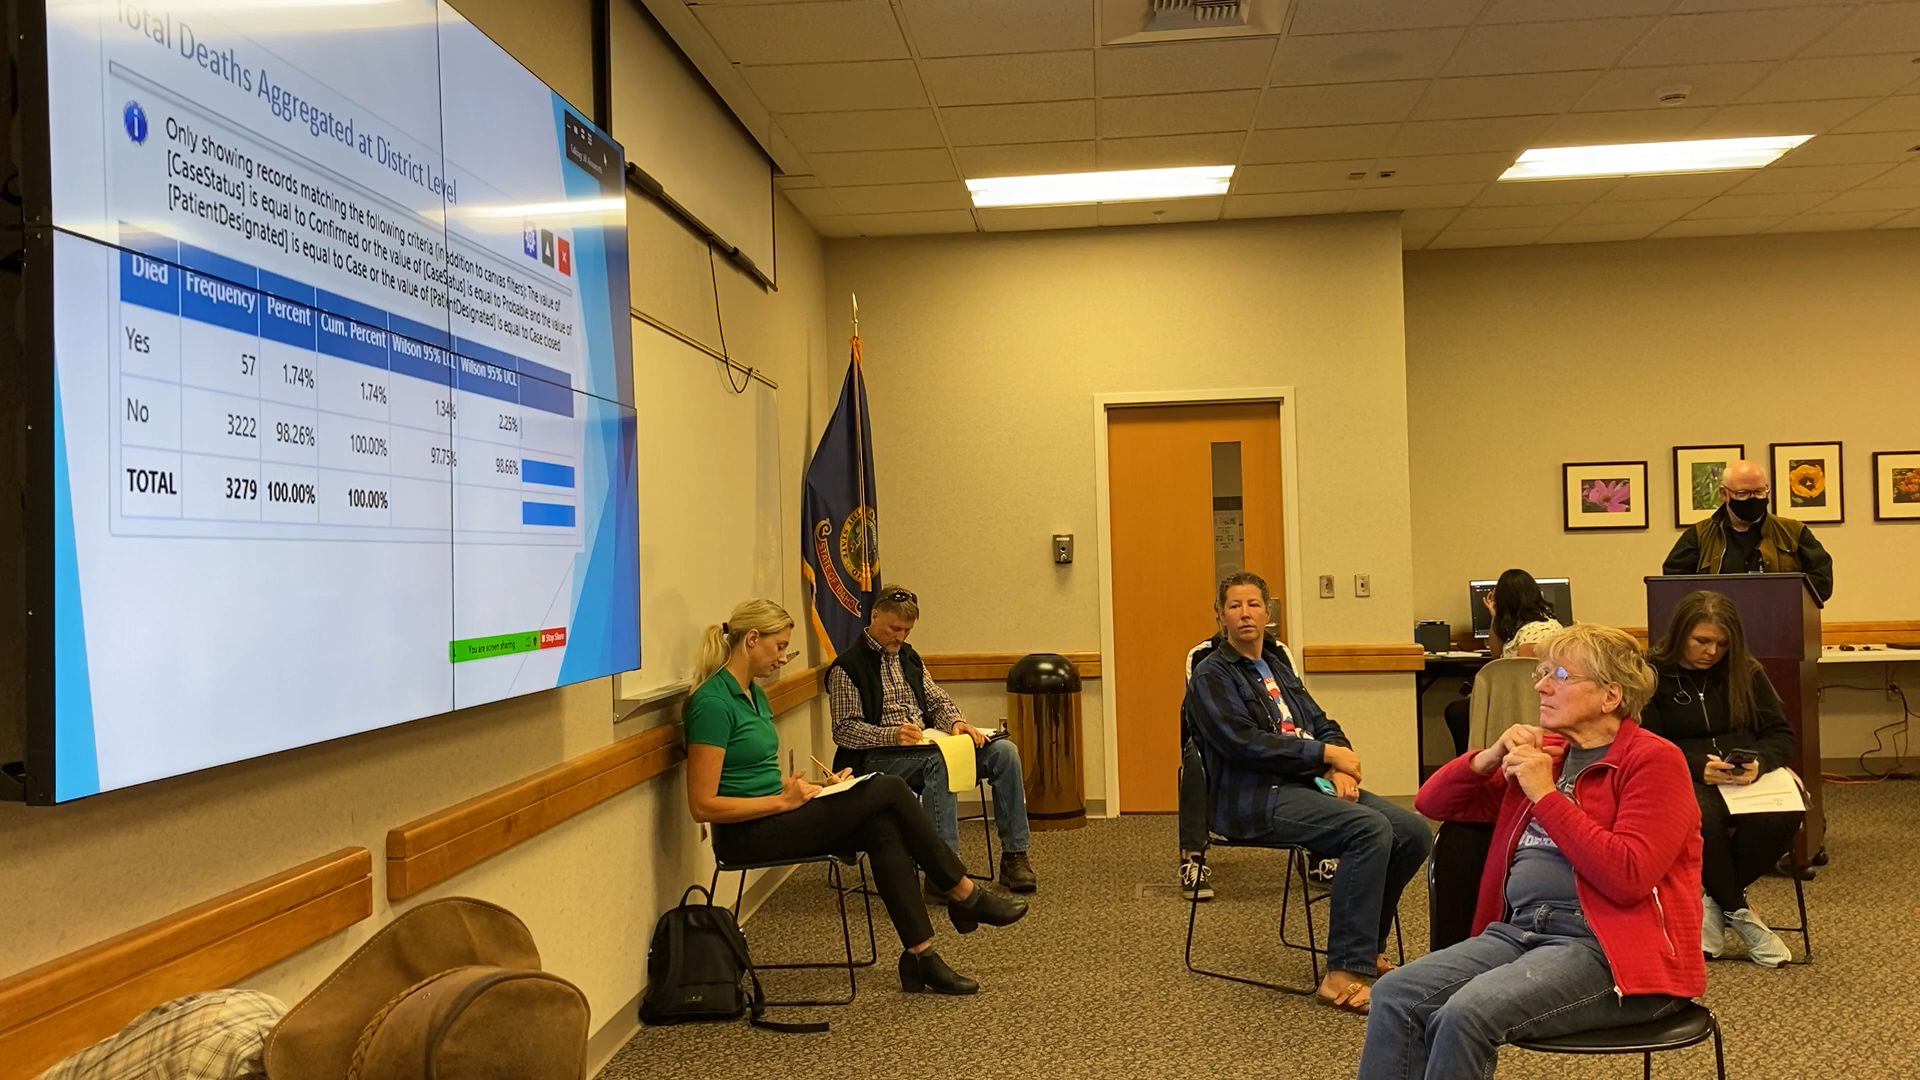 Total Deaths Aggregated at District Level
Only showing records matching the following criteria (in addition to canvas filters): The value of
[CaseStatus] is equal to Confirmed or the value of [CaseStatus] is equal to Probable and the value of
[PatientDesignated] is equal to Case or the value of [PatientDesignated] is equal to Case closed
Died Frequency Percent Cum. Percent Wilson 95% LCL Wilson 95% UCL
Yes 57 1.74% 1.74% 1.34% 2.25%
No 3222 98.26% 100.00% 97.75% 98.66%
TOTAL 3279 100.00% 100.00%
You are screen sharing Stop Share
STATE OF IDAHO